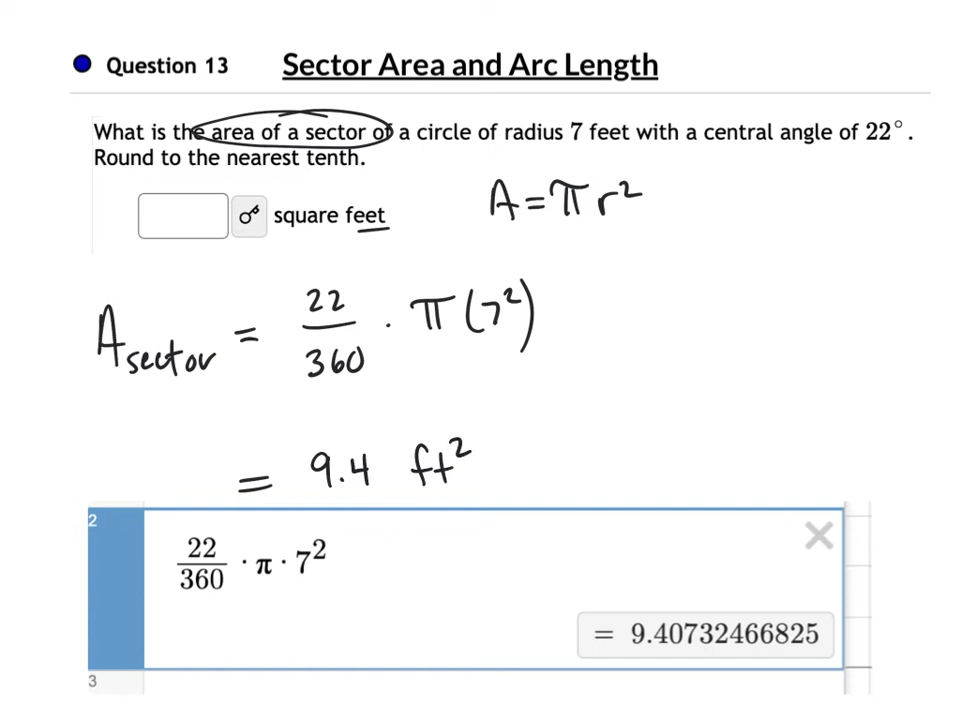 Question 13 Sector Area and Arc Length
What is the area of a sector of a circle of radius 7 feet with a central angle of 22°.
Round to the nearest tenth.
A = π r²
square feet
A sector = 22/360 · π(7²)
= 9.4 ft²
2
22/360 · π · 7²
= 9.40732466825
3